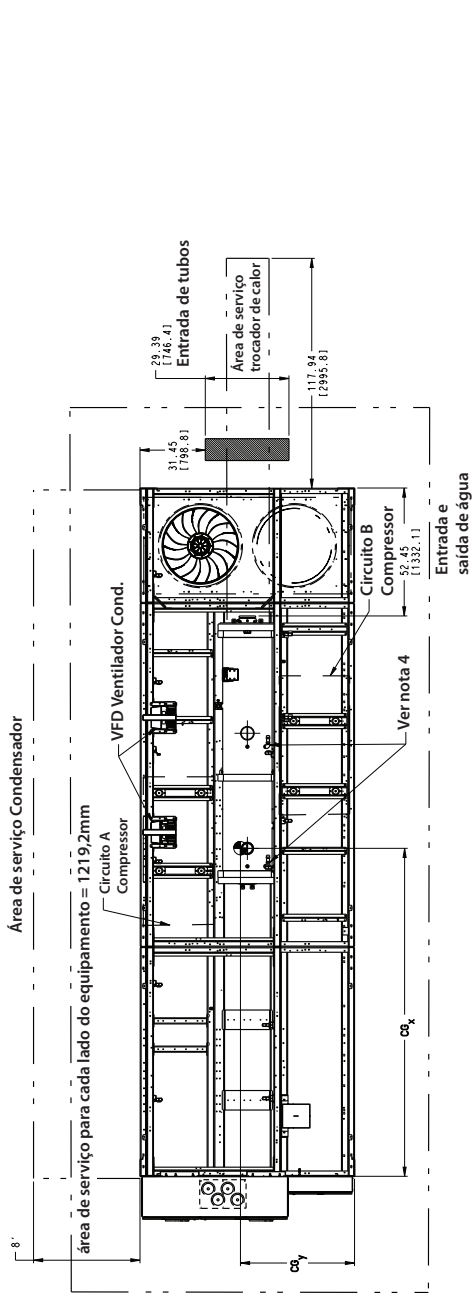 Área de serviço Condensador
8'
área de serviço para cada lado do equipamento = 1219,2mm
Circuito A
Compressor
VFD Ventilador Cond.
31.45
[798.8]
29.39
[746.4]
Entrada de tubos
Área de serviço
trocador de calor
117.94
[2995.8]
Circuito B
Compressor
52.45
[1332.1]
Entrada e
saída de água
Ver nota 4
CGx
CGy